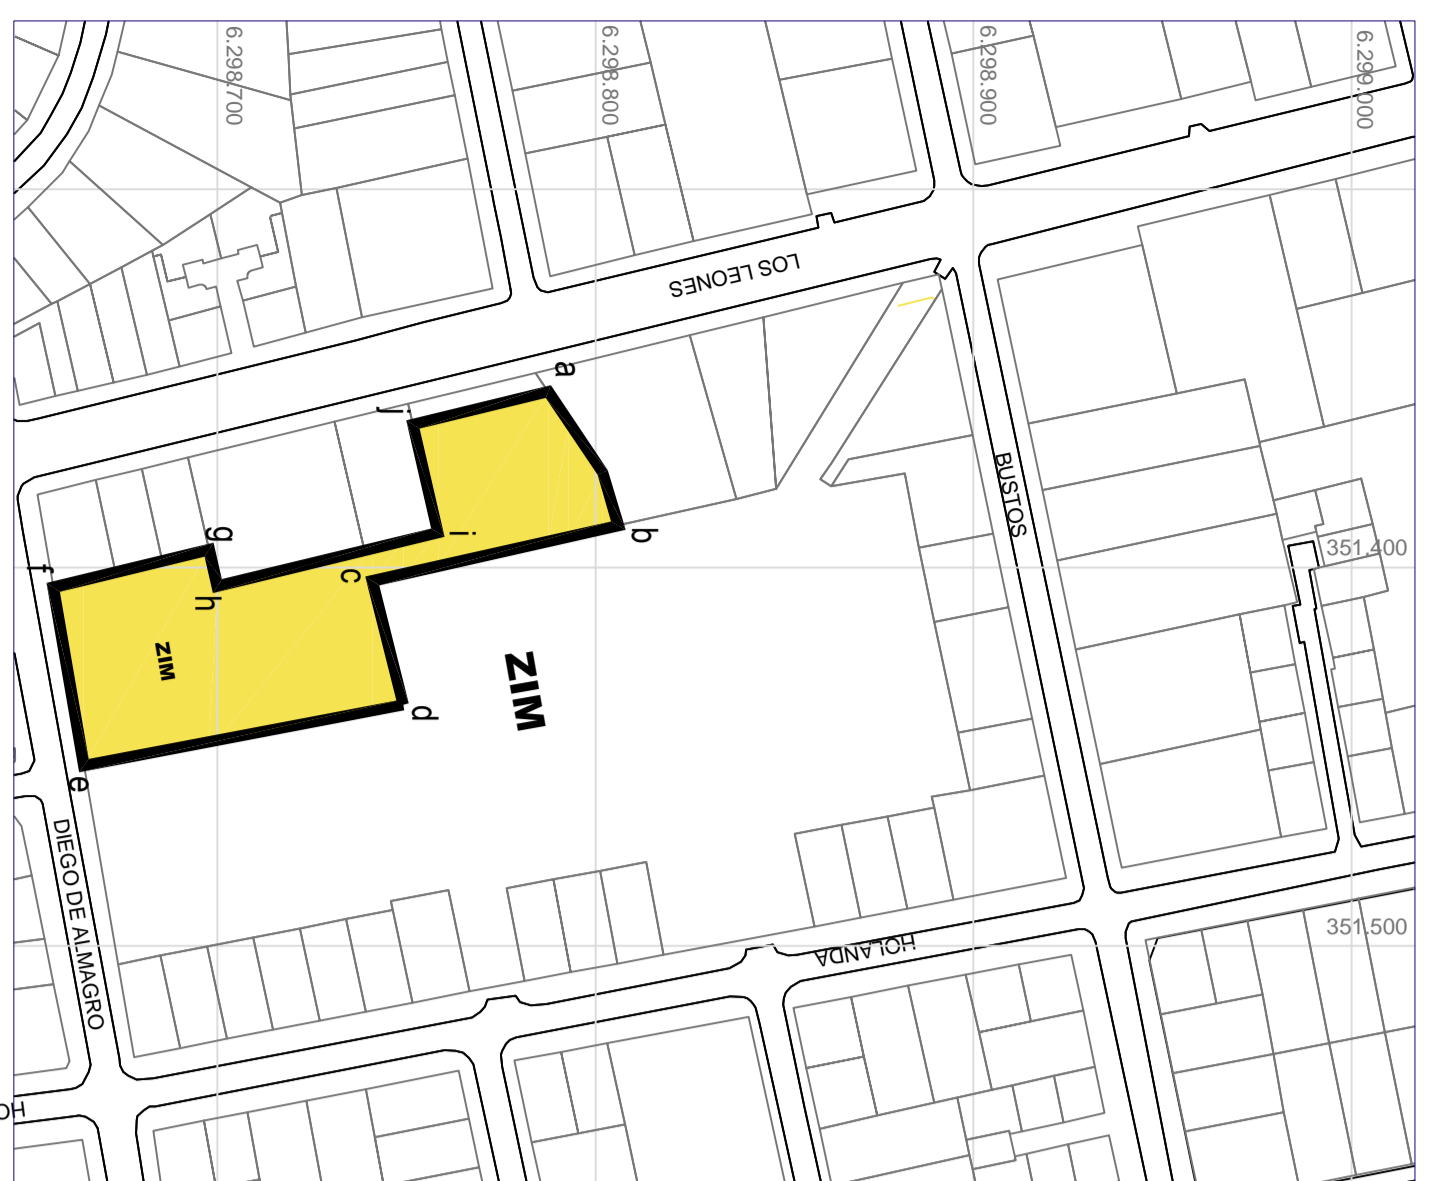 6.298.700
6.298.800
6.298.900
6.299.000
LOS LEONES
a
j
BUSTOS
g
i
b
351.400
f
c
h
ZIM
ZIM
d
e
DIEGO DE ALMAGRO
351.500
HOLANDA
HO